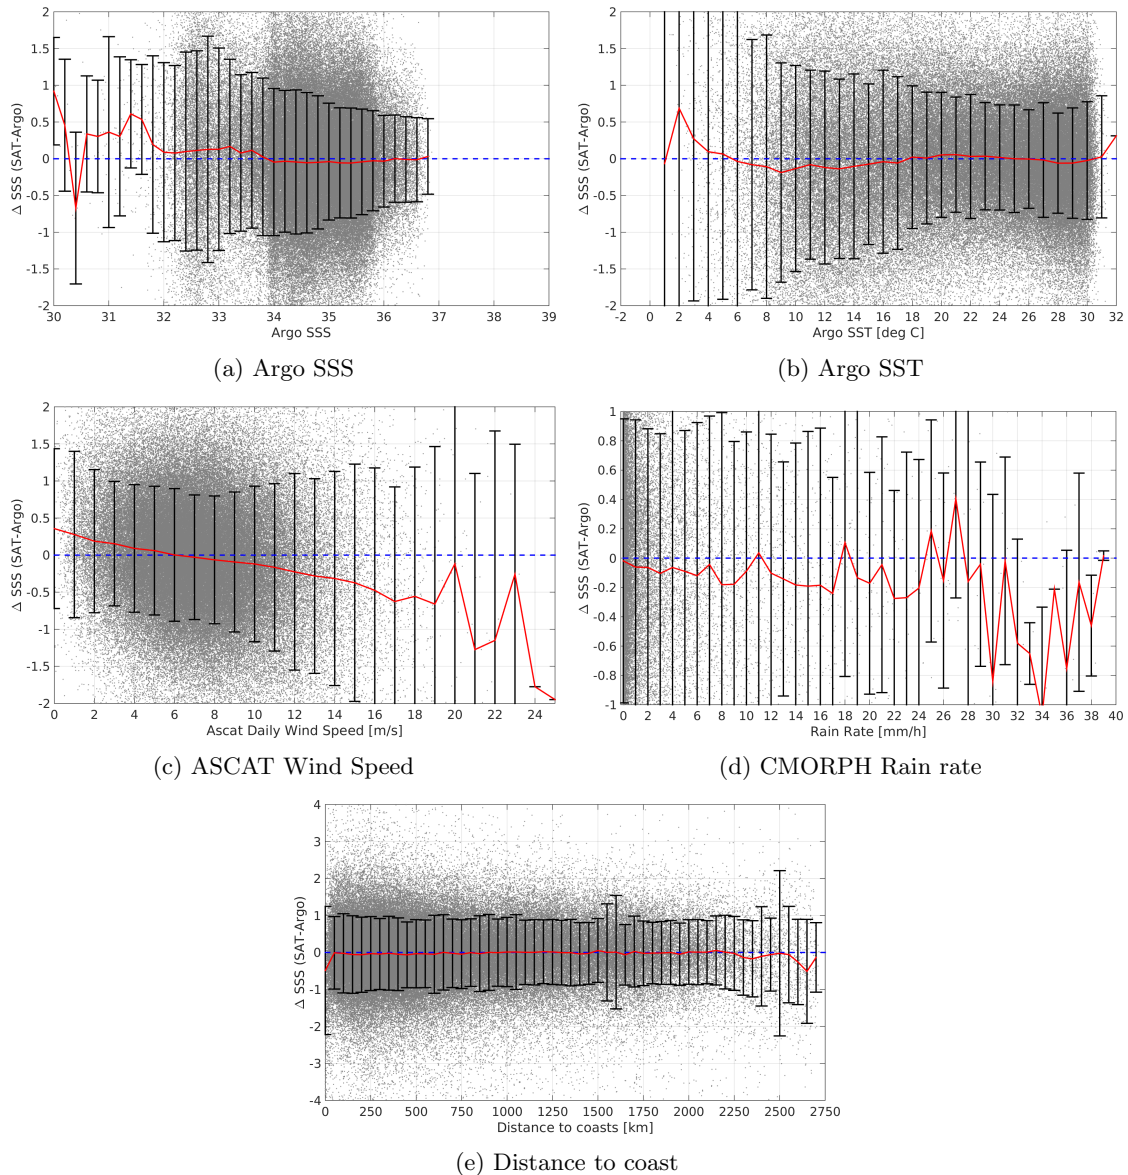 2
1.5
1
0.5
0
-0.5
-1
-1.5
-2
Δ SSS (SAT-Argo)
30 31 32 33 34 35 36 37 38 39
Argo SSS
(a) Argo SSS
2
1.5
1
0.5
0
-0.5
-1
-1.5
-2
Δ SSS (SAT-Argo)
-2 0 2 4 6 8 10 12 14 16 18 20 22 24 26 28 30 32
Argo SST [deg C]
(b) Argo SST
2
1.5
1
0.5
0
-0.5
-1
-1.5
-2
Δ SSS (SAT-Argo)
0 2 4 6 8 10 12 14 16 18 20 22 24
Ascat Daily Wind Speed [m/s]
(c) ASCAT Wind Speed
1
0.8
0.6
0.4
0.2
0
-0.2
-0.4
-0.6
-0.8
-1
Δ SSS (SAT-Argo)
0 2 4 6 8 10 12 14 16 18 20 22 24 26 28 30 32 34 36 38 40
Rain Rate [mm/h]
(d) CMORPH Rain rate
4
3
2
1
0
-1
-2
-3
-4
Δ SSS (SAT-Argo)
0 250 500 750 1000 1250 1500 1750 2000 2250 2500 2750
Distance to coasts [km]
(e) Distance to coast